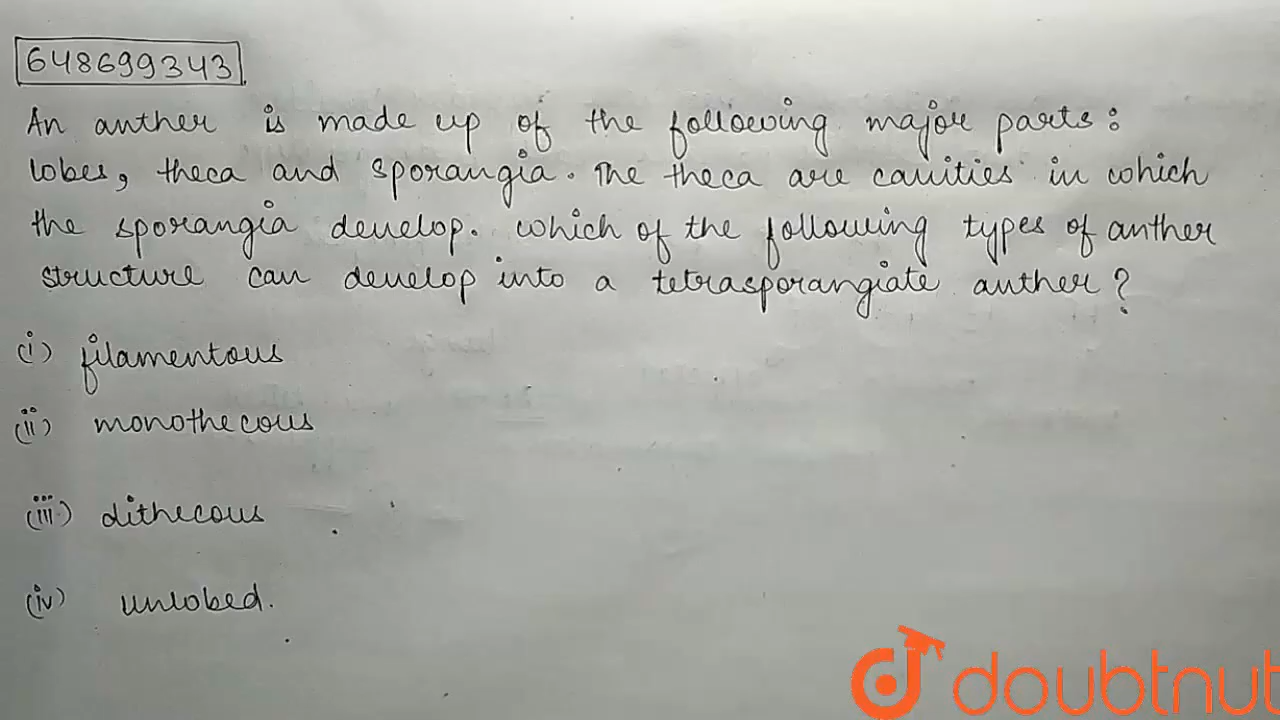 648699343
An anther is made up of the following major parts:
lobes, theca and sporangia. The theca are cavities in which
the sporangia develop. which of the following types of anther
structure can develop into a tetrasporangiate anther?
(i) filamentous
(ii) monothecous
(iii) dithecous
(iv) unlobed.
doubtnut